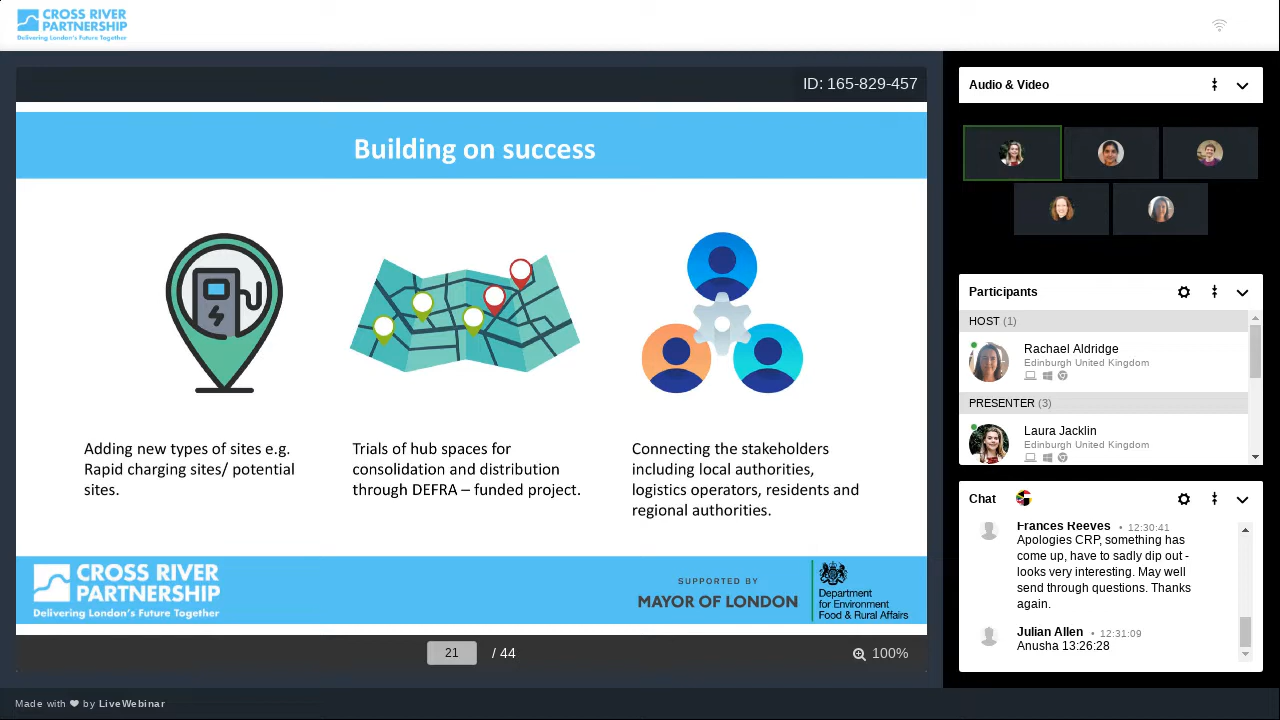 CROSS RIVER
PARTNERSHIP
Delivering London's Future Together
ID: 165-829-457
Building on success
Adding new types of sites e.g.
Rapid charging sites/ potential
sites.
Trials of hub spaces for
consolidation and distribution
through DEFRA – funded project.
Connecting the stakeholders
including local authorities,
logistics operators, residents and
regional authorities.
CROSS RIVER
PARTNERSHIP
Delivering London's Future Together
SUPPORTED BY
MAYOR OF LONDON
Department
for Environment
Food & Rural Affairs
21 / 44
100%
Audio & Video
Participants
HOST (1)
Rachael Aldridge
Edinburgh United Kingdom
PRESENTER (3)
Laura Jacklin
Edinburgh United Kingdom
Chat
Frances Reeves • 12:30:41
Apologies CRP, something has
come up, have to sadly dip out -
looks very interesting. May well
send through questions. Thanks
again.
Julian Allen • 12:31:09
Anusha 13:26:28
Made with by LiveWebinar